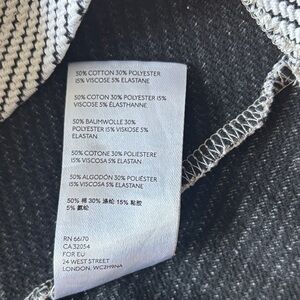 50% COTTON 30% POLYESTER
15% VISCOSE 5% ELASTANE
50% COTON 30% POLYESTER
15% VISCOSE 5% ÉLASTHANNE
50% BAUMWOLLE 30%
POLYESTER 15% VISKOSE 5%
ELASTAN
50% COTONE 30% POLIESTERE
15% VISCOSA 5% ELASTANE
50% ALGODÓN 30% POLIÉSTER
15% VISCOSA 5% ELASTANO
50% 棉 30% 涤纶 15% 粘胶
5% 氨纶
RN 66170
CA 32054
FOR EU
24 WEST STREET
LONDON, WC2H9NA